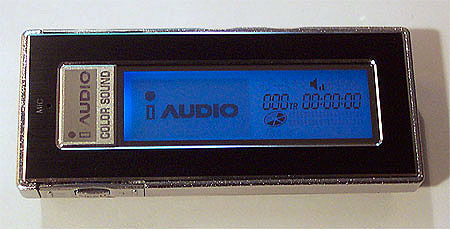 MIC
i AUDIO
COLOR SOUND
i AUDIO
000TR 00:00:00